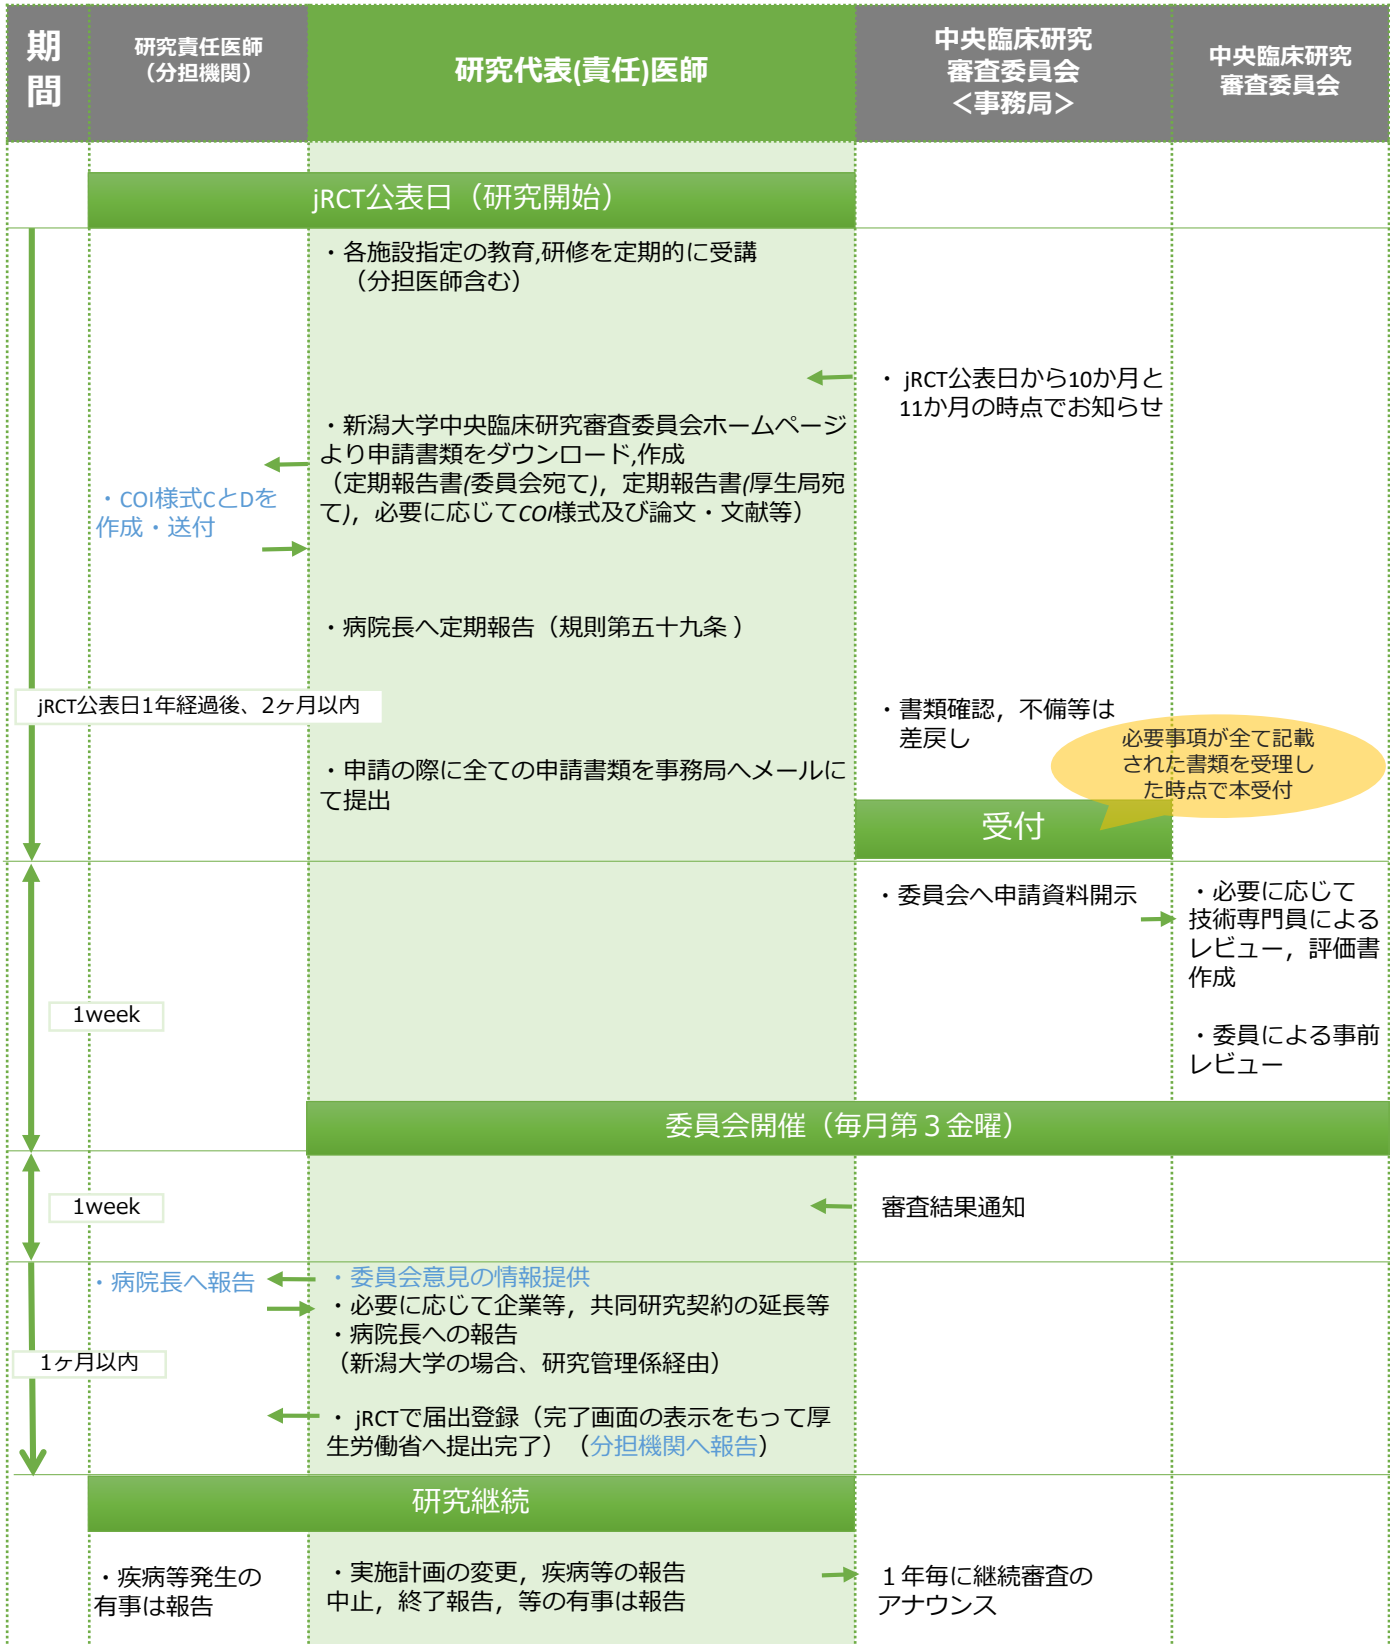 期
間
研究責任医師
（分担機関）
研究代表(責任)医師
中央臨床研究
審査委員会
＜事務局＞
中央臨床研究
審査委員会
jRCT公表日（研究開始）
・各施設指定の教育,研修を定期的に受講
（分担医師含む）
・ jRCT公表日から10か月と
11か月の時点でお知らせ
・新潟大学中央臨床研究審査委員会ホームページ
より申請書類をダウンロード,作成
（定期報告書(委員会宛て)，定期報告書(厚生局宛
て)，必要に応じてCOI様式及び論文・文献等）
・COI様式CとDを
作成・送付
・病院長へ定期報告（規則第五十九条 ）
jRCT公表日1年経過後、2ヶ月以内
・書類確認，不備等は
差戻し
必要事項が全て記載
された書類を受理し
た時点で本受付
・申請の際に全ての申請書類を事務局へメールに
て提出
受付
・委員会へ申請資料開示
・必要に応じて
技術専門員による
レビュー，評価書
作成
1week
・委員による事前
レビュー
委員会開催（毎月第３金曜）
1week
審査結果通知
・病院長へ報告
・委員会意見の情報提供
・必要に応じて企業等，共同研究契約の延長等
・病院長への報告
（新潟大学の場合、研究管理係経由）
1ヶ月以内
・ jRCTで届出登録（完了画面の表示をもって厚
生労働省へ提出完了）（分担機関へ報告）
研究継続
・疾病等発生の
有事は報告
・実施計画の変更，疾病等の報告
中止，終了報告，等の有事は報告
１年毎に継続審査の
アナウンス